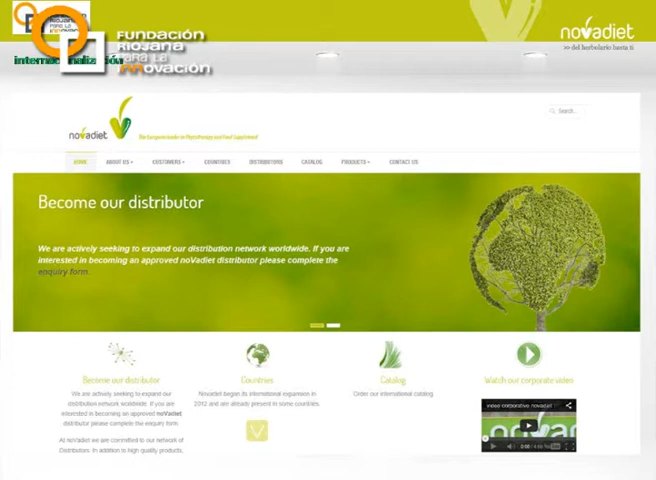 FUNDACIÓN
RIOJANA
PARA LA
INNOVACIÓN
internacionalización
novadiet
>> del herbolario hasta ti
novadiet
The European leader in Phytotherapy and Food Supplement
Search...
HOME ABOUT US CUSTOMERS COUNTRIES DISTRIBUTORS CATALOG PRODUCTS CONTACT US
Become our distributor
We are actively seeking to expand our distribution network worldwide. If you are
interested in becoming an approved noVadiet distributor please complete the
enquiry form.
Become our distributor
We are actively seeking to expand our
distribution network worldwide. If you are
interested in becoming an approved noVadiet
distributor please complete the enquiry form.
At noVadiet we are committed to our network of
Distributors. In addition to high quality products,
Countries
Novadiet began its international expansion in
2012 and are already present in some countries.
Catalog
Order our international catalog
Watch our corporate video
video corporativo novadiet